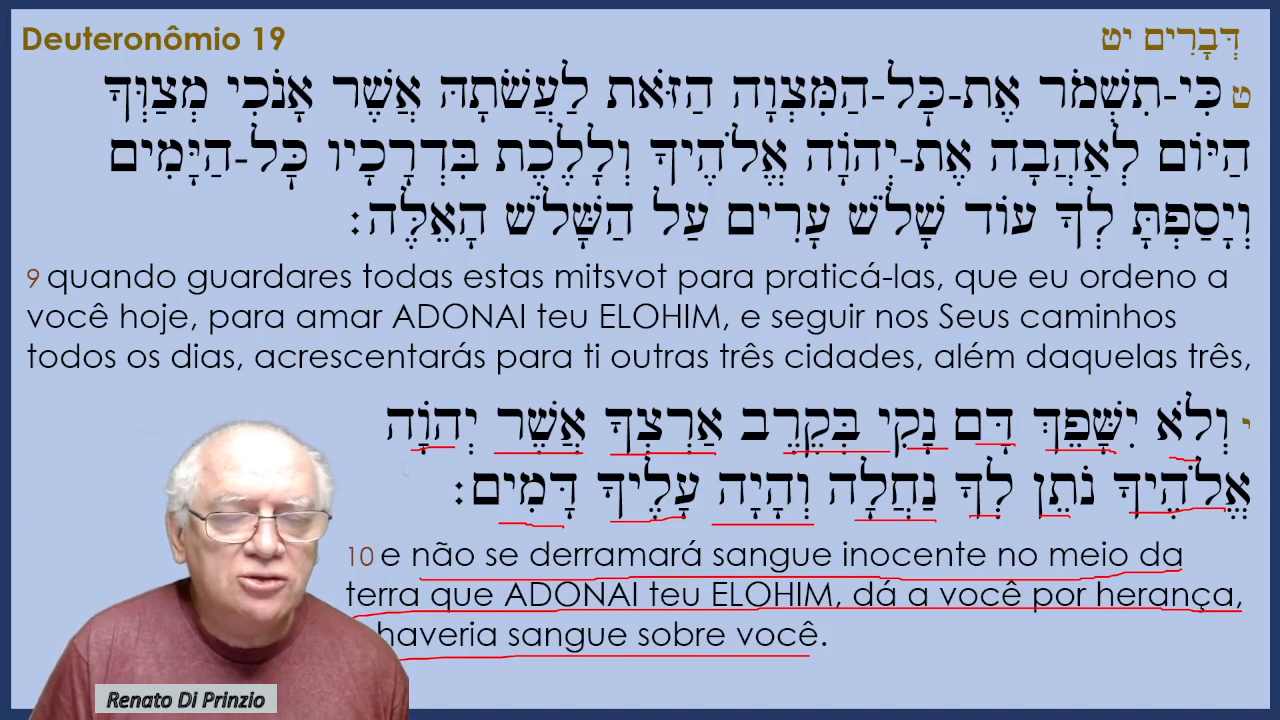 Deuteronômio 19
דְּבָרִים יט
ט כִּי-תִשְׁמֹר אֶת-כָּל-הַמִּצְוָה הַזֹּאת לַעֲשֹׂתָהּ אֲשֶׁר אָנֹכִי מְצַוְּךָ
הַיּוֹם לְאַהֲבָה אֶת-יְהוָֹה אֱלֹהֶיךָ וְלָלֶכֶת בִּדְרָכָיו כָּל-הַיָּמִים
וְיָסַפְתָּ לְךָ עוֹד שָׁלֹשׁ עָרִים עַל הַשָּׁלֹשׁ הָאֵלֶּה:
9 quando guardares todas estas mitsvot para praticá-las, que eu ordeno a
você hoje, para amar ADONAI teu ELOHIM, e seguir nos Seus caminhos
todos os dias, acrescentarás para ti outras três cidades, além daquelas três,
י וְלֹא יִשָּׁפֵךְ דָּם נָקִי בְּקֶרֶב אַרְצְךָ אֲשֶׁר יְהוָֹה
אֱלֹהֶיךָ נֹתֵן לְךָ נַחֲלָה וְהָיָה עָלֶיךָ דָּמִים:
10 e não se derramará sangue inocente no meio da
terra que ADONAI teu ELOHIM, dá a você por herança,
haveria sangue sobre você.
Renato Di Prinzio